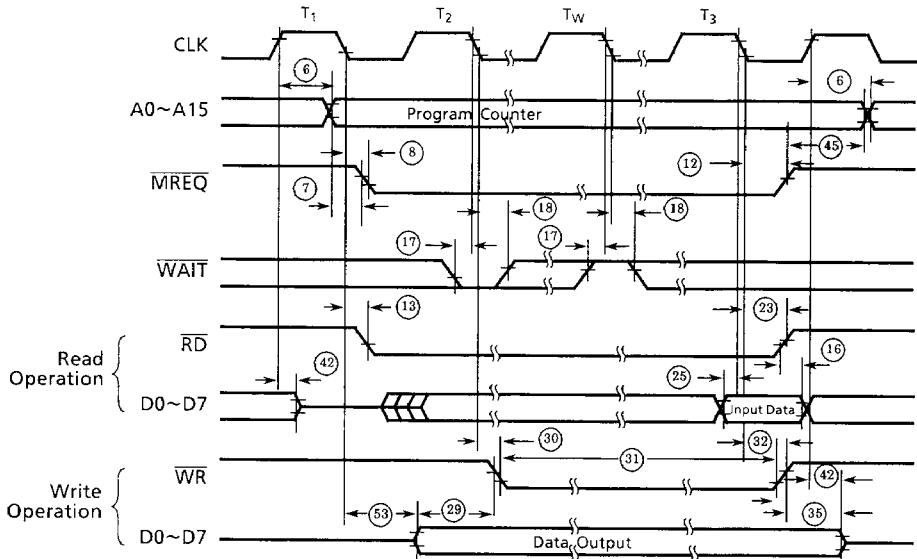 T1 T2 TW T3
CLK
6 6
A0~A15 Program Counter
8 12 45
MREQ
7 18 18
17 17
WAIT
13 23
RD
Read Operation
42 25 16
D0~D7 Input Data
30 31 32
WR
Write Operation
42
53 29 35
D0~D7 Data Output